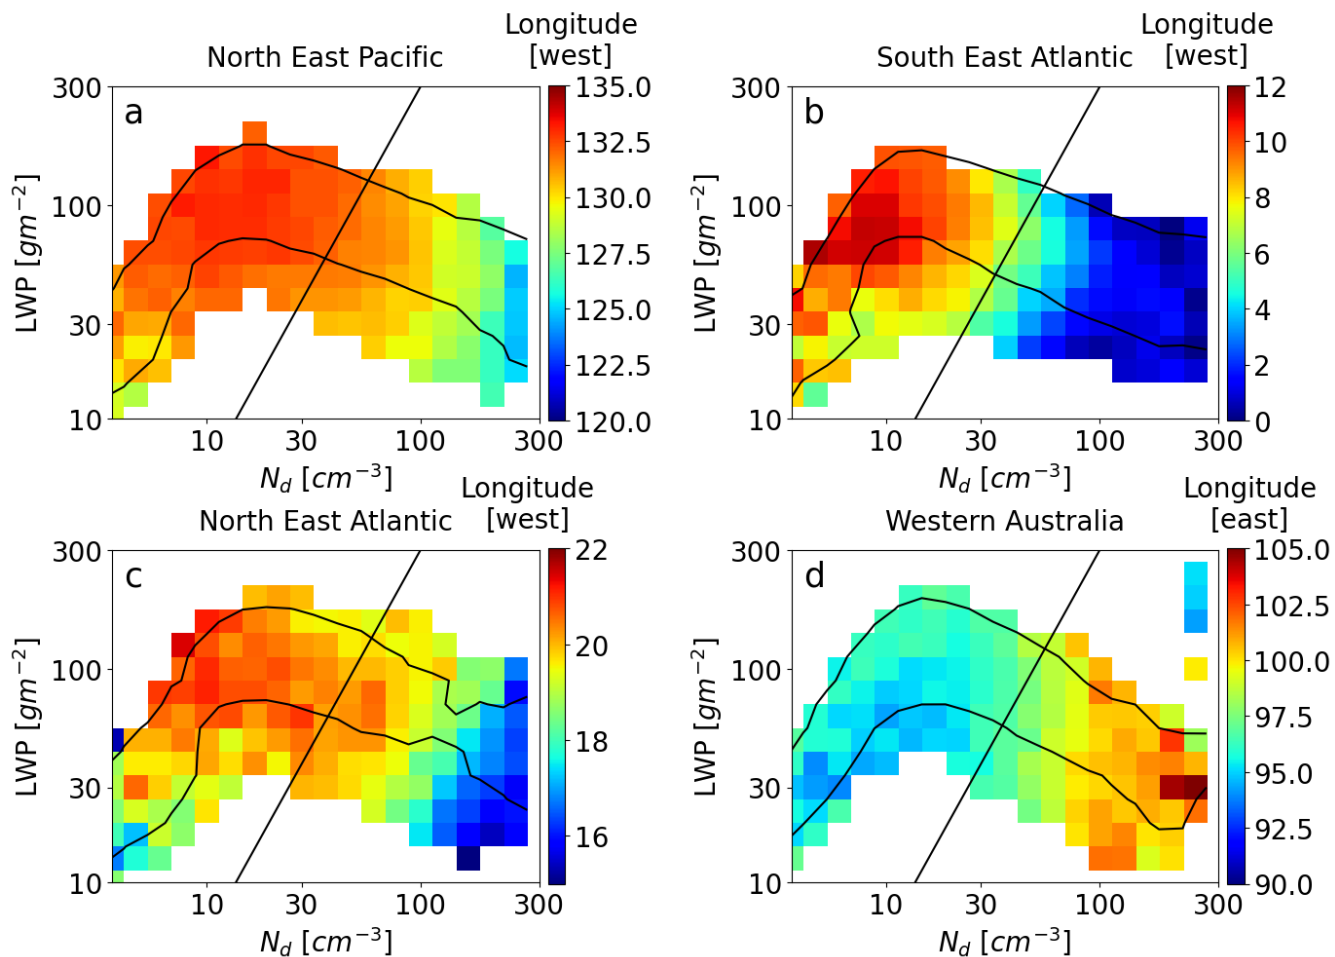 Longitude
[west]
North East Pacific
a
300
100
30
10
LWP [gm⁻²]
10 30 100 300
N_d [cm⁻³]
135.0
132.5
130.0
127.5
125.0
122.5
120.0
Longitude
[west]
South East Atlantic
b
300
100
30
10
LWP [gm⁻²]
10 30 100 300
N_d [cm⁻³]
12
10
8
6
4
2
0
Longitude
[west]
North East Atlantic
c
300
100
30
10
LWP [gm⁻²]
10 30 100 300
N_d [cm⁻³]
22
20
18
16
Longitude
[east]
Western Australia
d
300
100
30
10
LWP [gm⁻²]
10 30 100 300
N_d [cm⁻³]
105.0
102.5
100.0
97.5
95.0
92.5
90.0